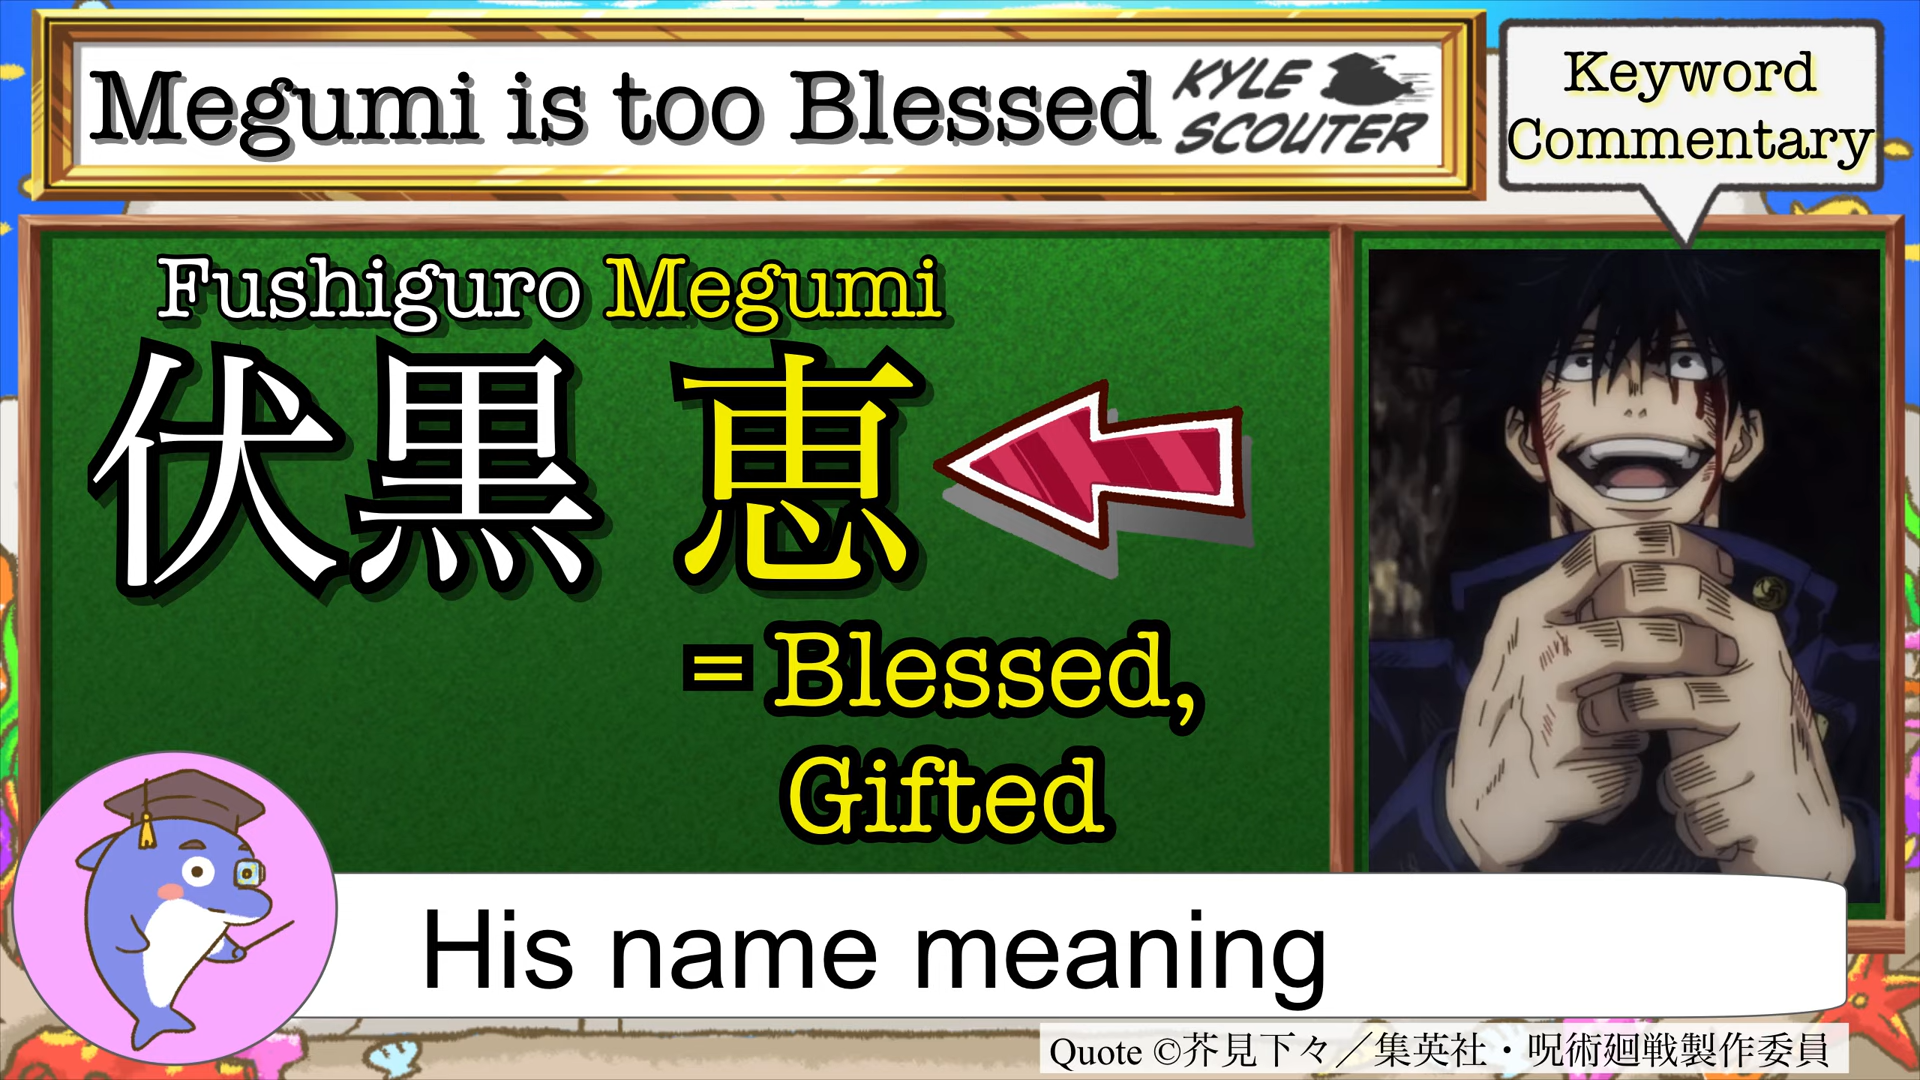 Megumi is too Blessed
KYLE
SCOUTER
Keyword
Commentary
Fushiguro Megumi
伏黒 恵
= Blessed,
Gifted
His name meaning
Quote ©芥見下々／集英社・呪術廻戦製作委員